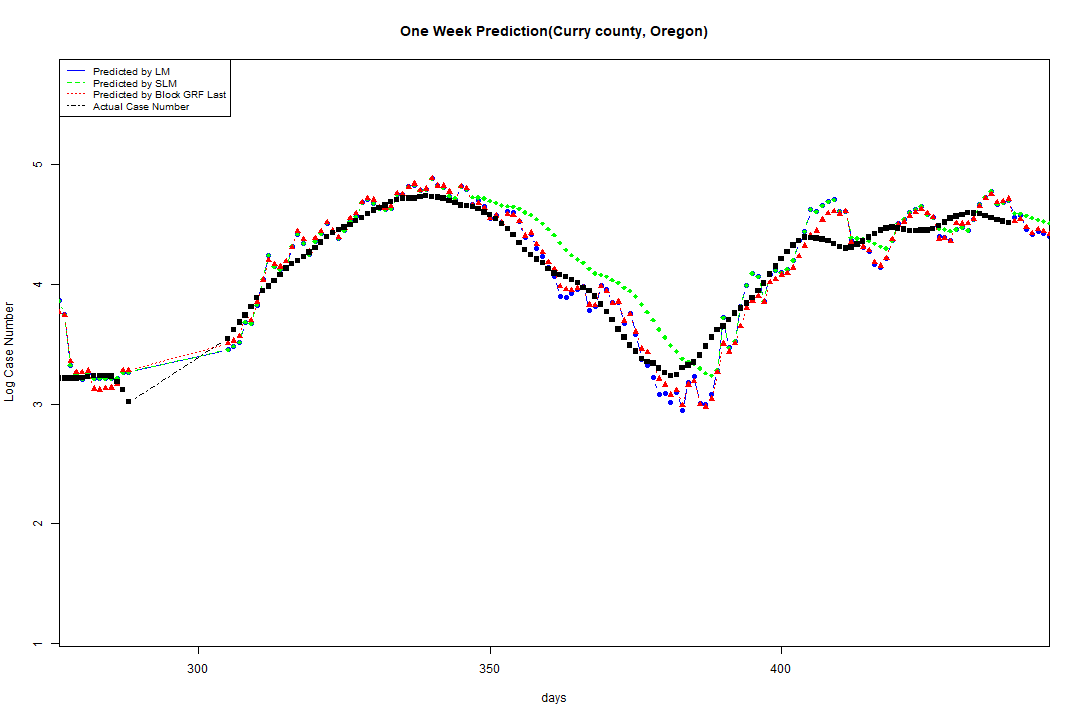 One Week Prediction(Curry county, Oregon)
Predicted by LM
Predicted by SLM
Predicted by Block GRF Last
Actual Case Number
5
4
3
2
1
Log Case Number
300
350
400
days